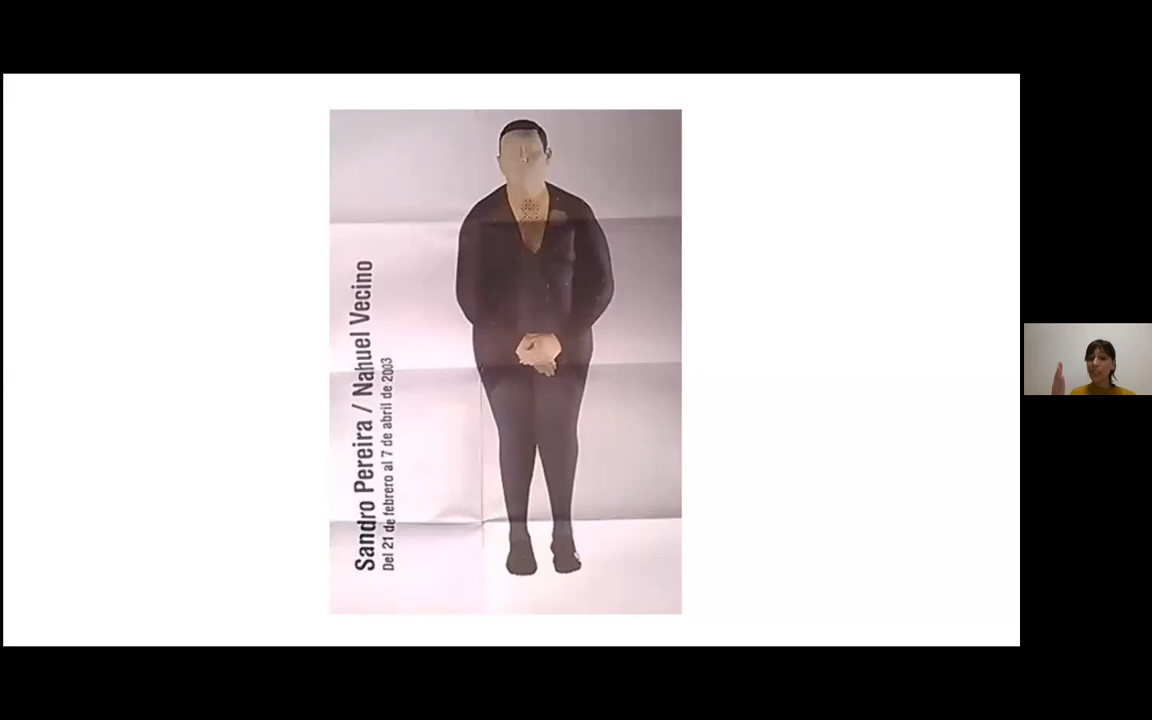 Sandro Pereira / Nahuel Vecino
Del 21 de febrero al 7 de abril de 2003